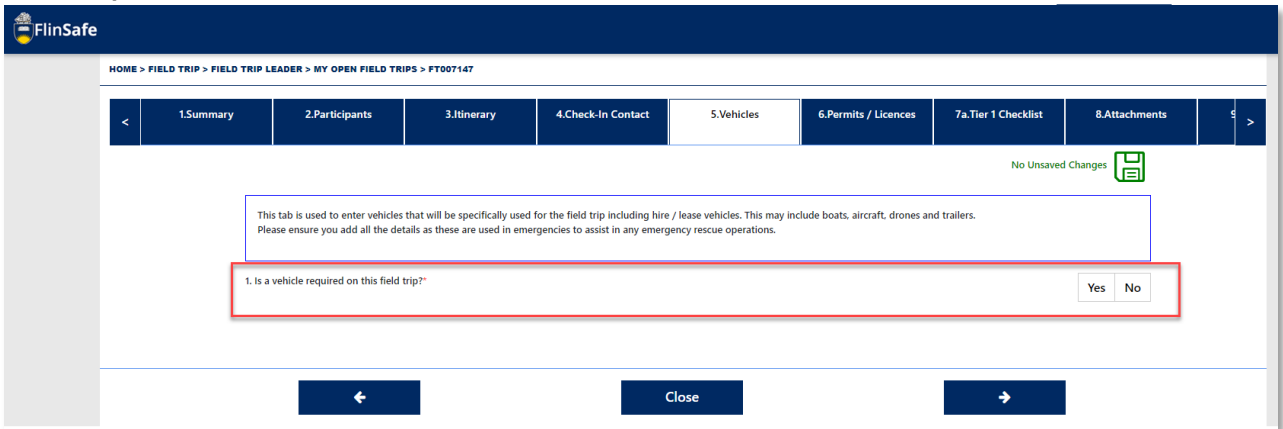 FlinSafe
HOME > FIELD TRIP > FIELD TRIP LEADER > MY OPEN FIELD TRIPS > FT007147
< 1.Summary 2.Participants 3.Itinerary 4.Check-In Contact 5.Vehicles 6.Permits / Licences 7a.Tier 1 Checklist 8.Attachments >
No Unsaved Changes
This tab is used to enter vehicles that will be specifically used for the field trip including hire / lease vehicles. This may include boats, aircraft, drones and trailers.
Please ensure you add all the details as these are used in emergencies to assist in any emergency rescue operations.
1. Is a vehicle required on this field trip?* Yes No
Close